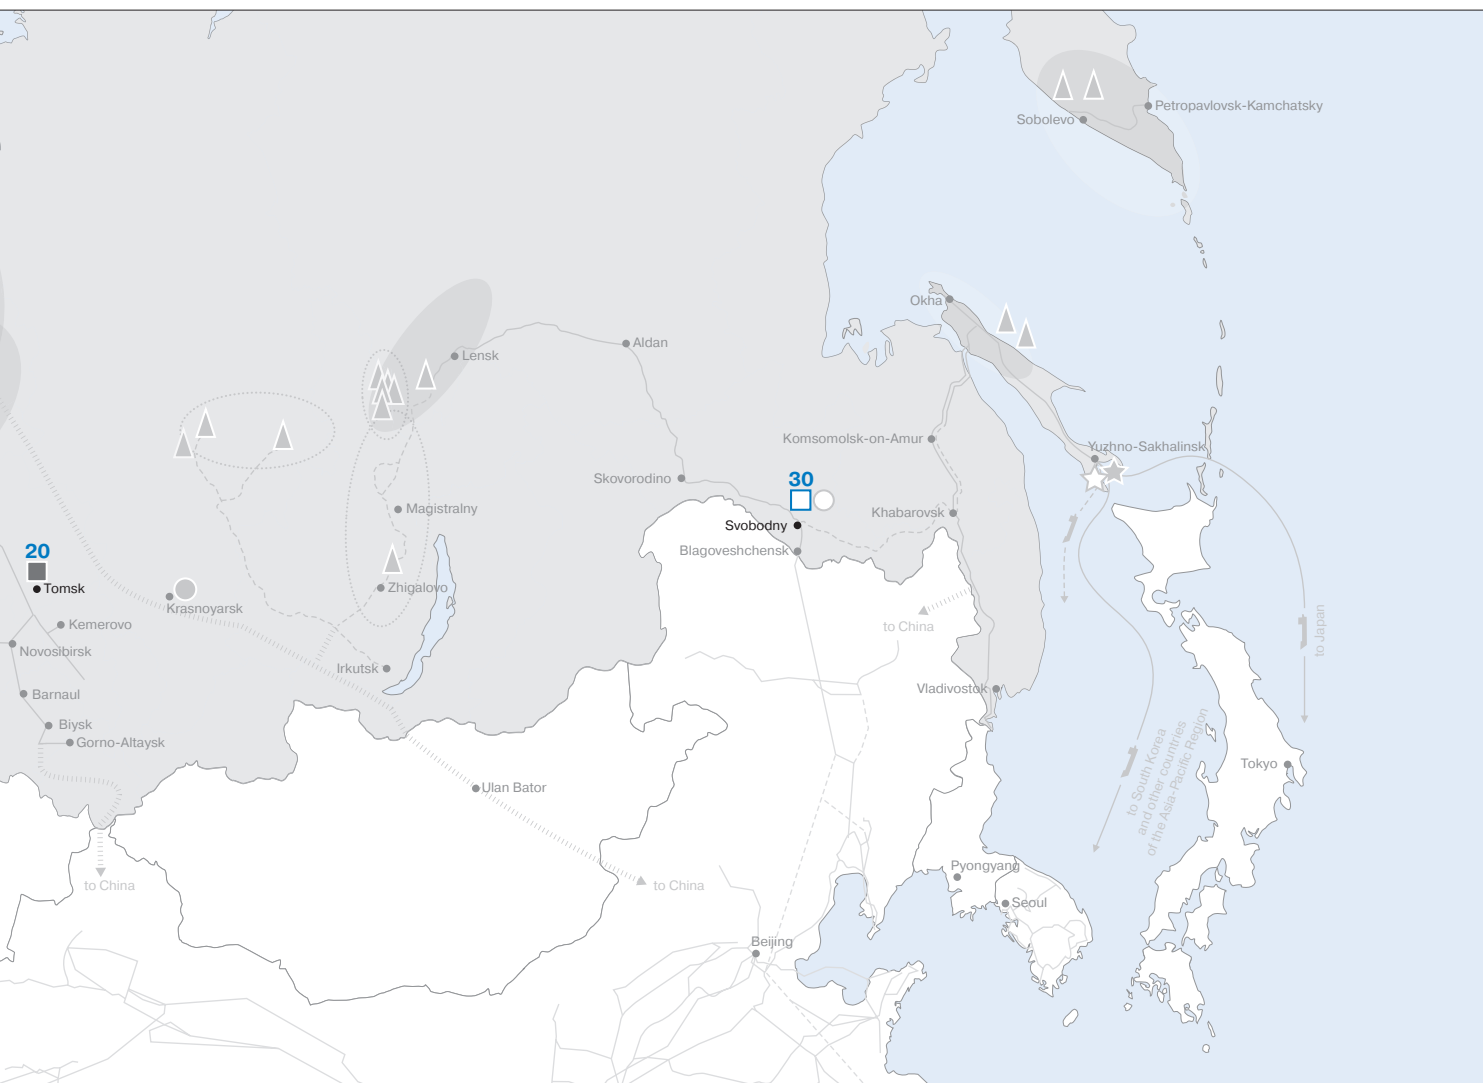 Petropavlovsk-Kamchatsky
Sobolevo
Okha
Aldan
Lensk
Komsomolsk-on-Amur
Yuzhno-Sakhalinsk
Skovorodino
30
Magistralny
Khabarovsk
Svobodny
20
Blagoveshchensk
Tomsk
Zhigalovo
Krasnoyarsk
Kemerovo
to China
to Japan
Novosibirsk
Irkutsk
Barnaul
Vladivostok
Biysk
Gorno-Altaysk
to South Korea
and other countries
of the Asia-Pacific Region
Tokyo
Ulan Bator
Pyongyang
to China
to China
Seoul
Beijing